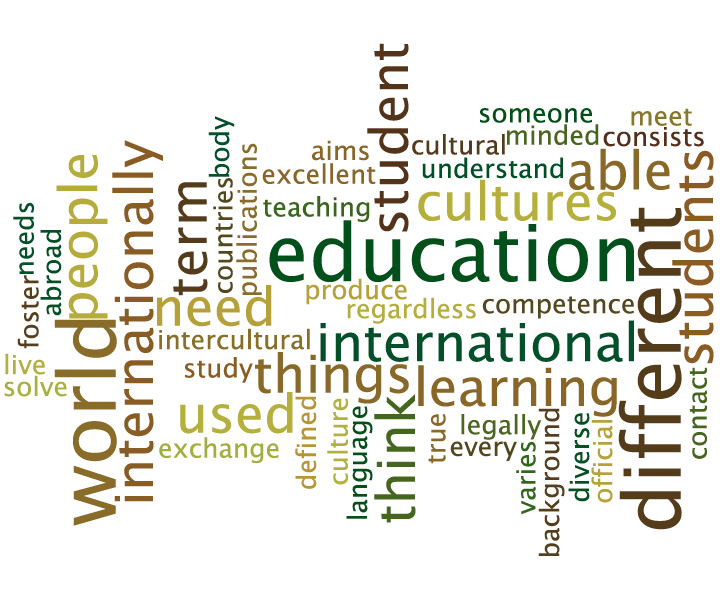 someone
meet
minded
consists
cultural
understand
able
aims
excellent
teaching
student
cultures
body
countries
publications
term
people
internationally
needs
abroad
foster
education
students
different
need
produce
regardless
competence
intercultural
international
world
live
solve
study
things
learning
used
exchange
defined
culture
language
think
true
every
legally
varies
background
diverse
official
contact